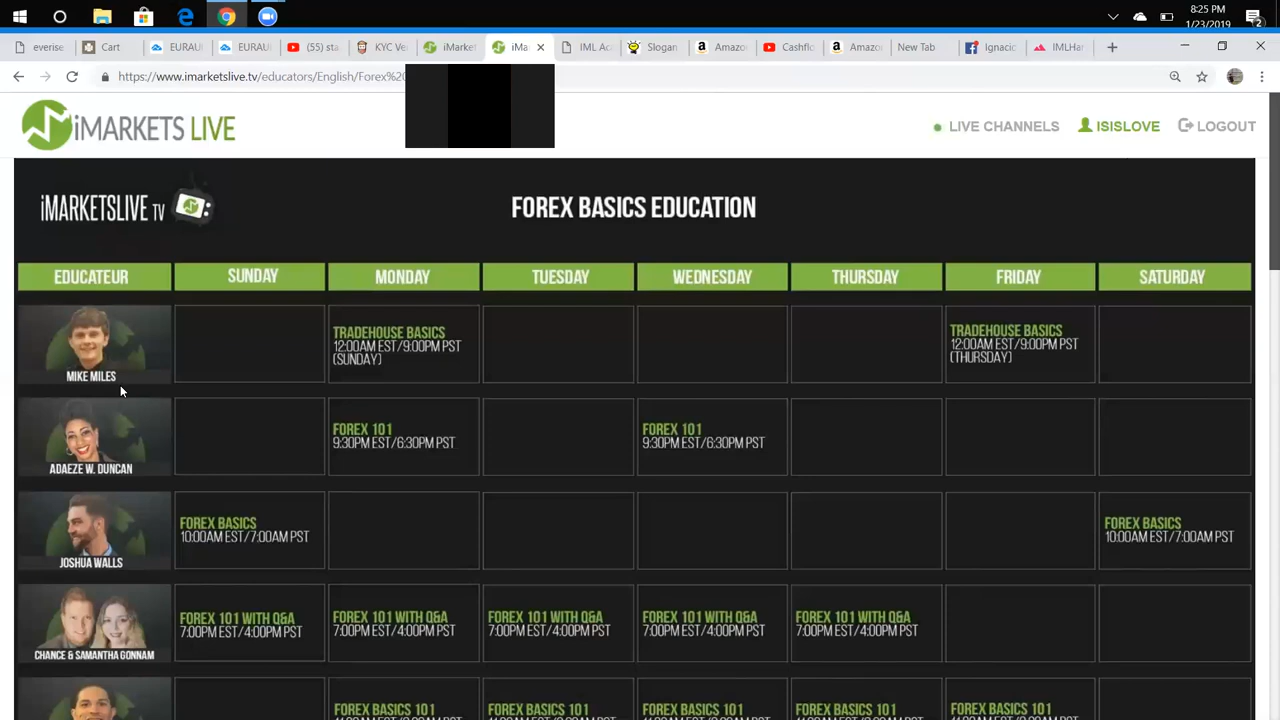 8:25 PM
1/23/2019
2
everise
Cart
EURAU
EURAU
(55) sta
KYC Ve
iMarket
iMa
IML Ac
Slogan
Amazo
Cashflo
Amazo
New Tab
Ignacio
IMLHar
https://www.imarketslive.tv/educators/English/Forex%20
iMARKETS LIVE
LIVE CHANNELS
ISISLOVE
LOGOUT
iMARKETSLIVE TV
FOREX BASICS EDUCATION
EDUCATEUR
SUNDAY
MONDAY
TUESDAY
WEDNESDAY
THURSDAY
FRIDAY
SATURDAY
MIKE MILES
TRADEHOUSE BASICS
12:00AM EST/9:00PM PST
(SUNDAY)
TRADEHOUSE BASICS
12:00AM EST/9:00PM PST
(THURSDAY)
ADAEZE W. DUNCAN
FOREX 101
9:30PM EST/6:30PM PST
FOREX 101
9:30PM EST/6:30PM PST
JOSHUA WALLS
FOREX BASICS
10:00AM EST/7:00AM PST
FOREX BASICS
10:00AM EST/7:00AM PST
CHANCE & SAMANTHA GONNAM
FOREX 101 WITH Q&A
7:00PM EST/4:00PM PST
FOREX 101 WITH Q&A
7:00PM EST/4:00PM PST
FOREX 101 WITH Q&A
7:00PM EST/4:00PM PST
FOREX 101 WITH Q&A
7:00PM EST/4:00PM PST
FOREX 101 WITH Q&A
7:00PM EST/4:00PM PST
FOREX BASICS 101
FOREX BASICS 101
FOREX BASICS 101
FOREX BASICS 101
FOREX BASICS 101